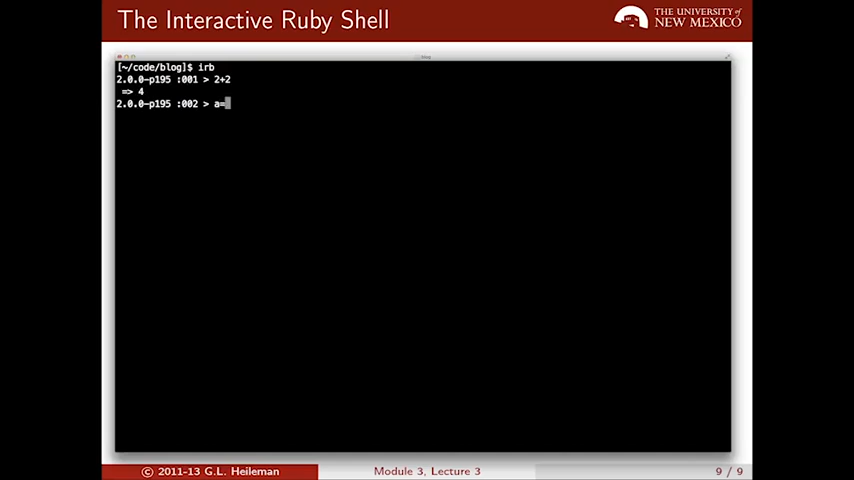 The Interactive Ruby Shell
THE UNIVERSITY of
NEW MEXICO
blog
[~/code/blog]$ irb
2.0.0-p195 :001 > 2+2
=> 4
2.0.0-p195 :002 > a=
© 2011-13 G.L. Heileman
Module 3, Lecture 3
9 / 9